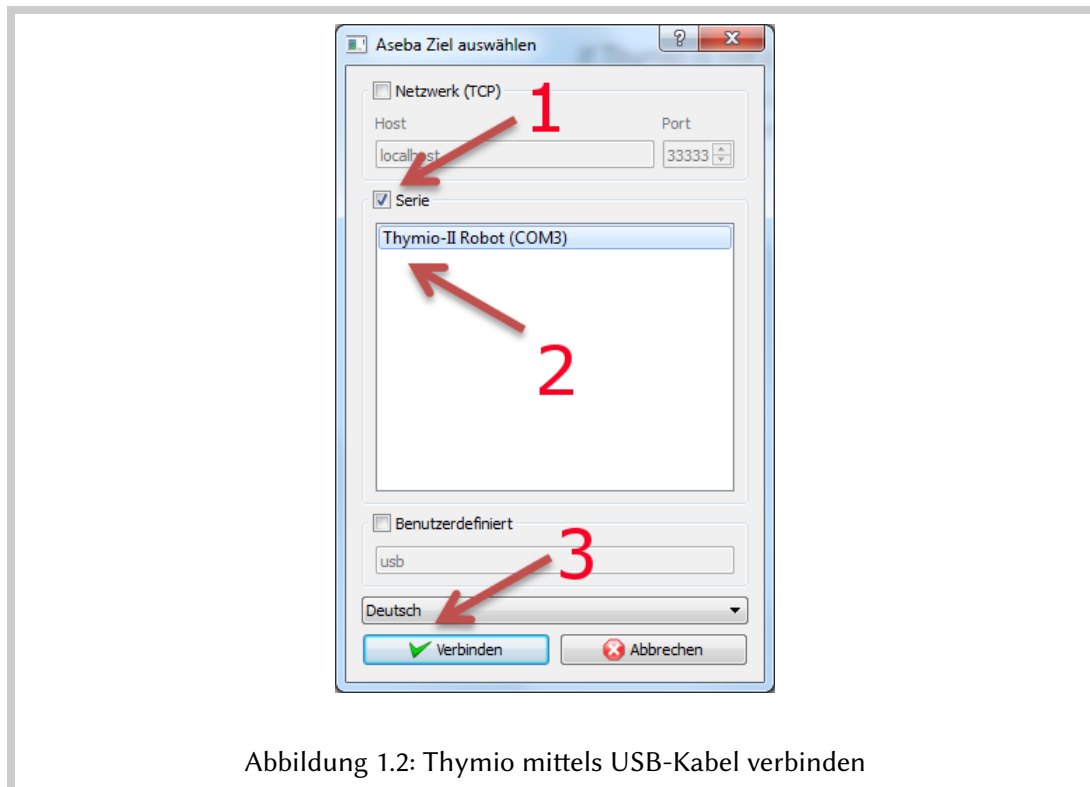 Aseba Ziel auswählen
Netzwerk (TCP)
1
Host Port
localhost 33333
Serie
Thymio-II Robot (COM3)
2
Benutzerdefiniert
3
usb
Deutsch
Verbinden Abbrechen
Abbildung 1.2: Thymio mittels USB-Kabel verbinden